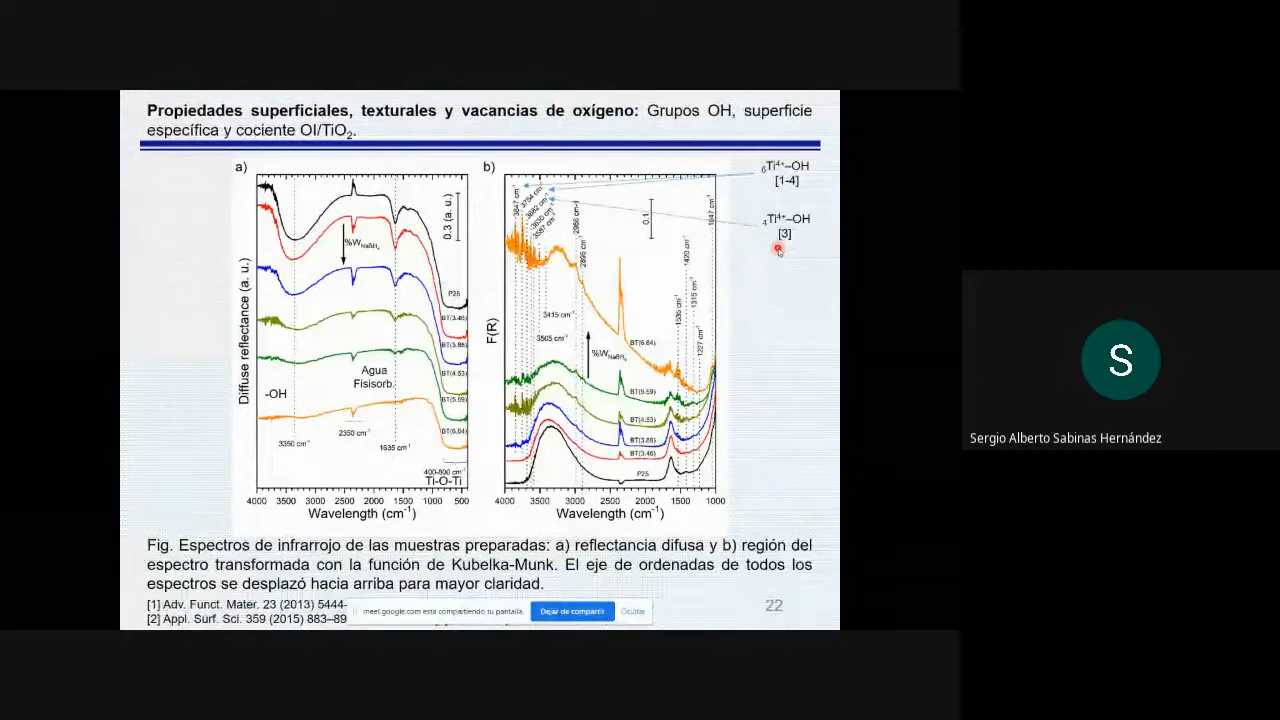 Propiedades superficiales, texturales y vacancias de oxígeno: Grupos OH, superficie
específica y cociente OI/TiO2.
a)
0.3 (a. u.)
%W NaBH4
P25
BT(3.46)
BT(3.88)
BT(4.53)
BT(5.59)
BT(6.64)
Agua
Fisisorb.
-OH
3350 cm-1
2350 cm-1
1635 cm-1
400-800 cm-1
Ti-O-Ti
Diffuse reflectance (a. u.)
4000 3500 3000 2500 2000 1500 1000 500
Wavelength (cm-1)
b)
3847 cm-1
2986 cm-1
2895 cm-1
0.1
1420 cm-1
1315 cm-1
1227 cm-1
1047 cm-1
3415 cm-1
3505 cm-1
%W NaBH4
BT(6.64)
BT(5.59)
BT(4.53)
BT(3.88)
BT(3.46)
P25
F(R)
4000 3500 3000 2500 2000 1500 1000
Wavelength (cm-1)
6Ti4+–OH
[1-4]
4Ti4+–OH
[3]
Fig. Espectros de infrarrojo de las muestras preparadas: a) reflectancia difusa y b) región del
espectro transformada con la función de Kubelka-Munk. El eje de ordenadas de todos los
espectros se desplazó hacia arriba para mayor claridad.
[1] Adv. Funct. Mater. 23 (2013) 5444-
[2] Appl. Surf. Sci. 359 (2015) 883–89
meet.google.com está compartiendo tu pantalla.
Dejar de compartir
Ocultar
22
S
Sergio Alberto Sabinas Hernández